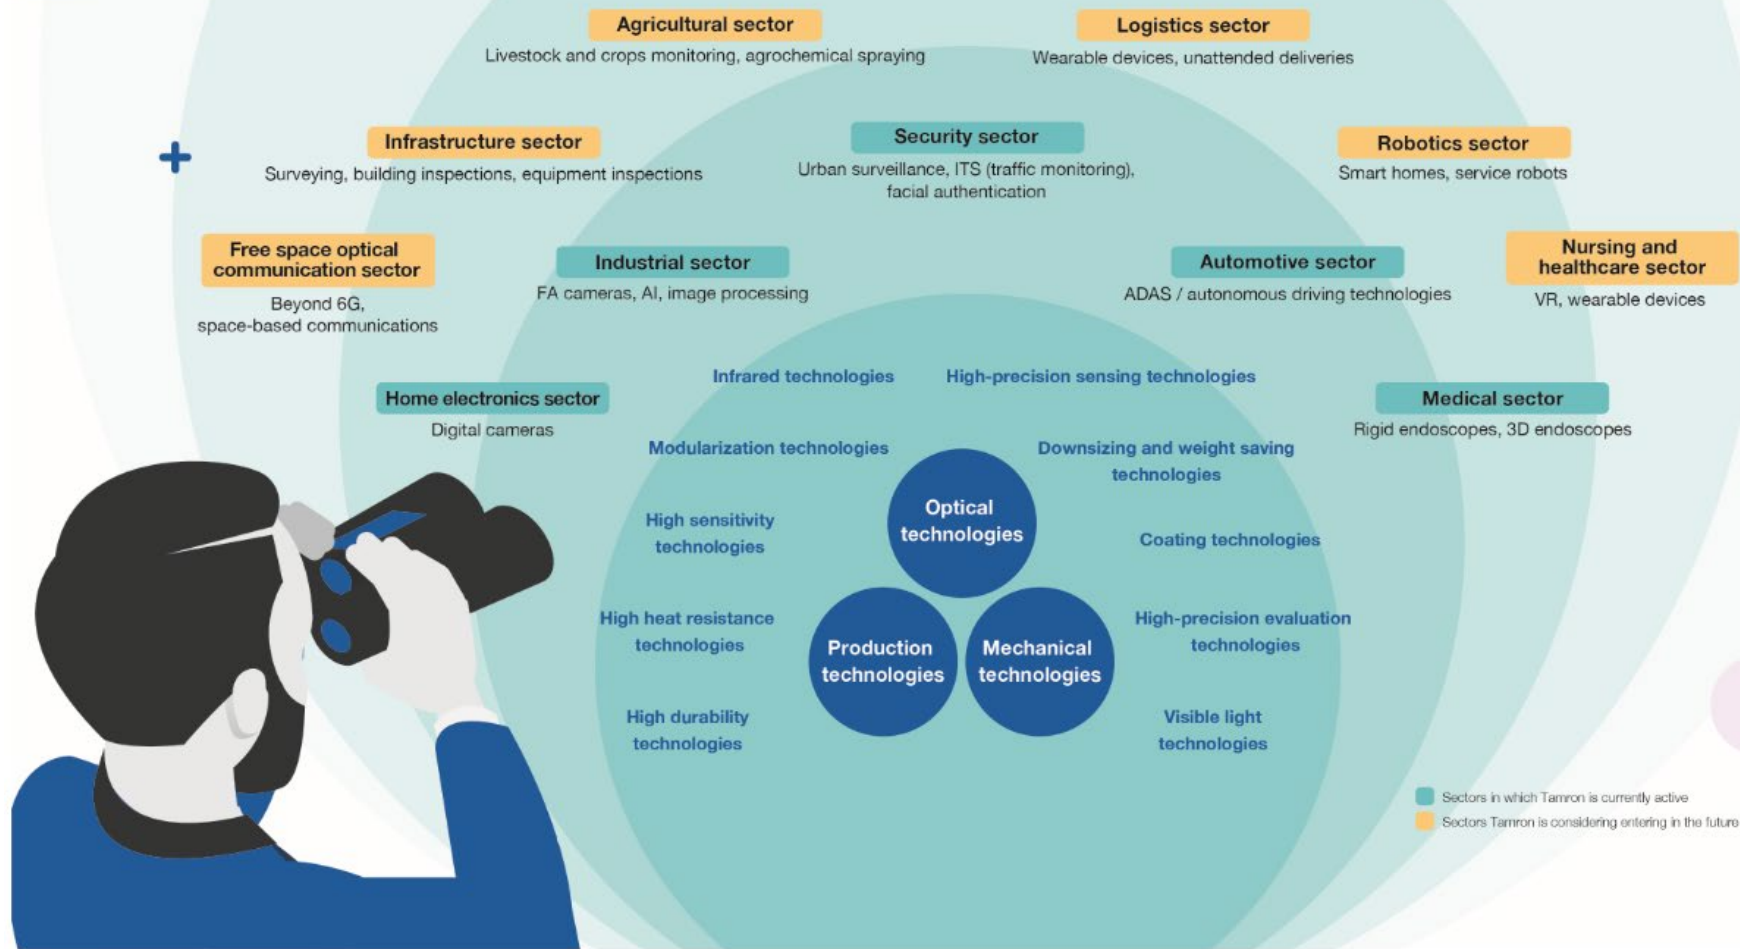 Agricultural sector
Livestock and crops monitoring, agrochemical spraying
Logistics sector
Wearable devices, unattended deliveries
Infrastructure sector
Surveying, building inspections, equipment inspections
Security sector
Urban surveillance, ITS (traffic monitoring),
facial authentication
Robotics sector
Smart homes, service robots
Free space optical
communication sector
Beyond 6G,
space-based communications
Industrial sector
FA cameras, AI, image processing
Automotive sector
ADAS / autonomous driving technologies
Nursing and
healthcare sector
VR, wearable devices
Home electronics sector
Digital cameras
Medical sector
Rigid endoscopes, 3D endoscopes
Infrared technologies
High-precision sensing technologies
Modularization technologies
Downsizing and weight saving
technologies
High sensitivity
technologies
Coating technologies
High heat resistance
technologies
High-precision evaluation
technologies
High durability
technologies
Visible light
technologies
Optical
technologies
Production
technologies
Mechanical
technologies
Sectors in which Tamron is currently active
Sectors Tamron is considering entering in the future